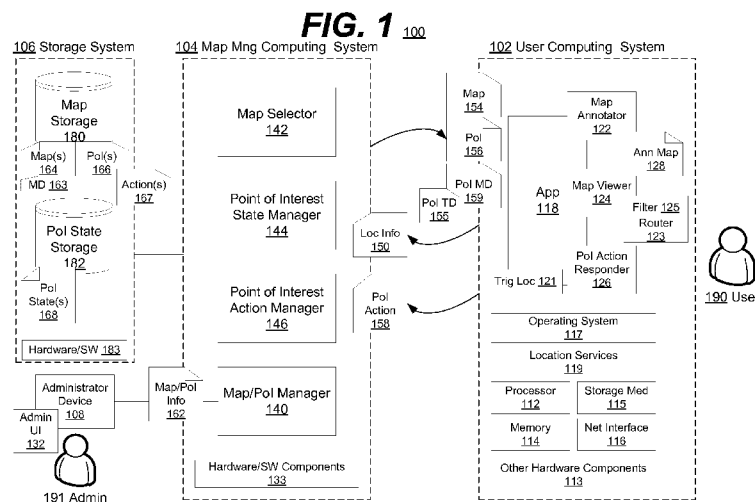 FIG. 1 100
106 Storage System
Map
Storage
180
Map(s)
164
PoI(s)
166
MD 163
Action(s)
167
PoI State
Storage
182
PoI
State(s)
168
Hardware/SW 183
Administrator
Device
108
Admin
UI
132
191 Admin
Map/PoI
Info
162
104 Map Mng Computing System
Map Selector
142
Point of Interest
State Manager
144
Point of Interest
Action Manager
146
Map/PoI Manager
140
Hardware/SW Components
133
Map
154
PoI
156
PoI MD
159
PoI TD
155
Loc Info
150
PoI
Action
158
102 User Computing System
Map
Annotator
122
Ann Map
128
App
118
Map Viewer
124
Filter 125
Router
123
PoI Action
Responder
126
Trig Loc 121
Operating System
117
Location Services
119
Processor
112
Storage Med
115
Memory
114
Net Interface
116
Other Hardware Components
113
190 Use